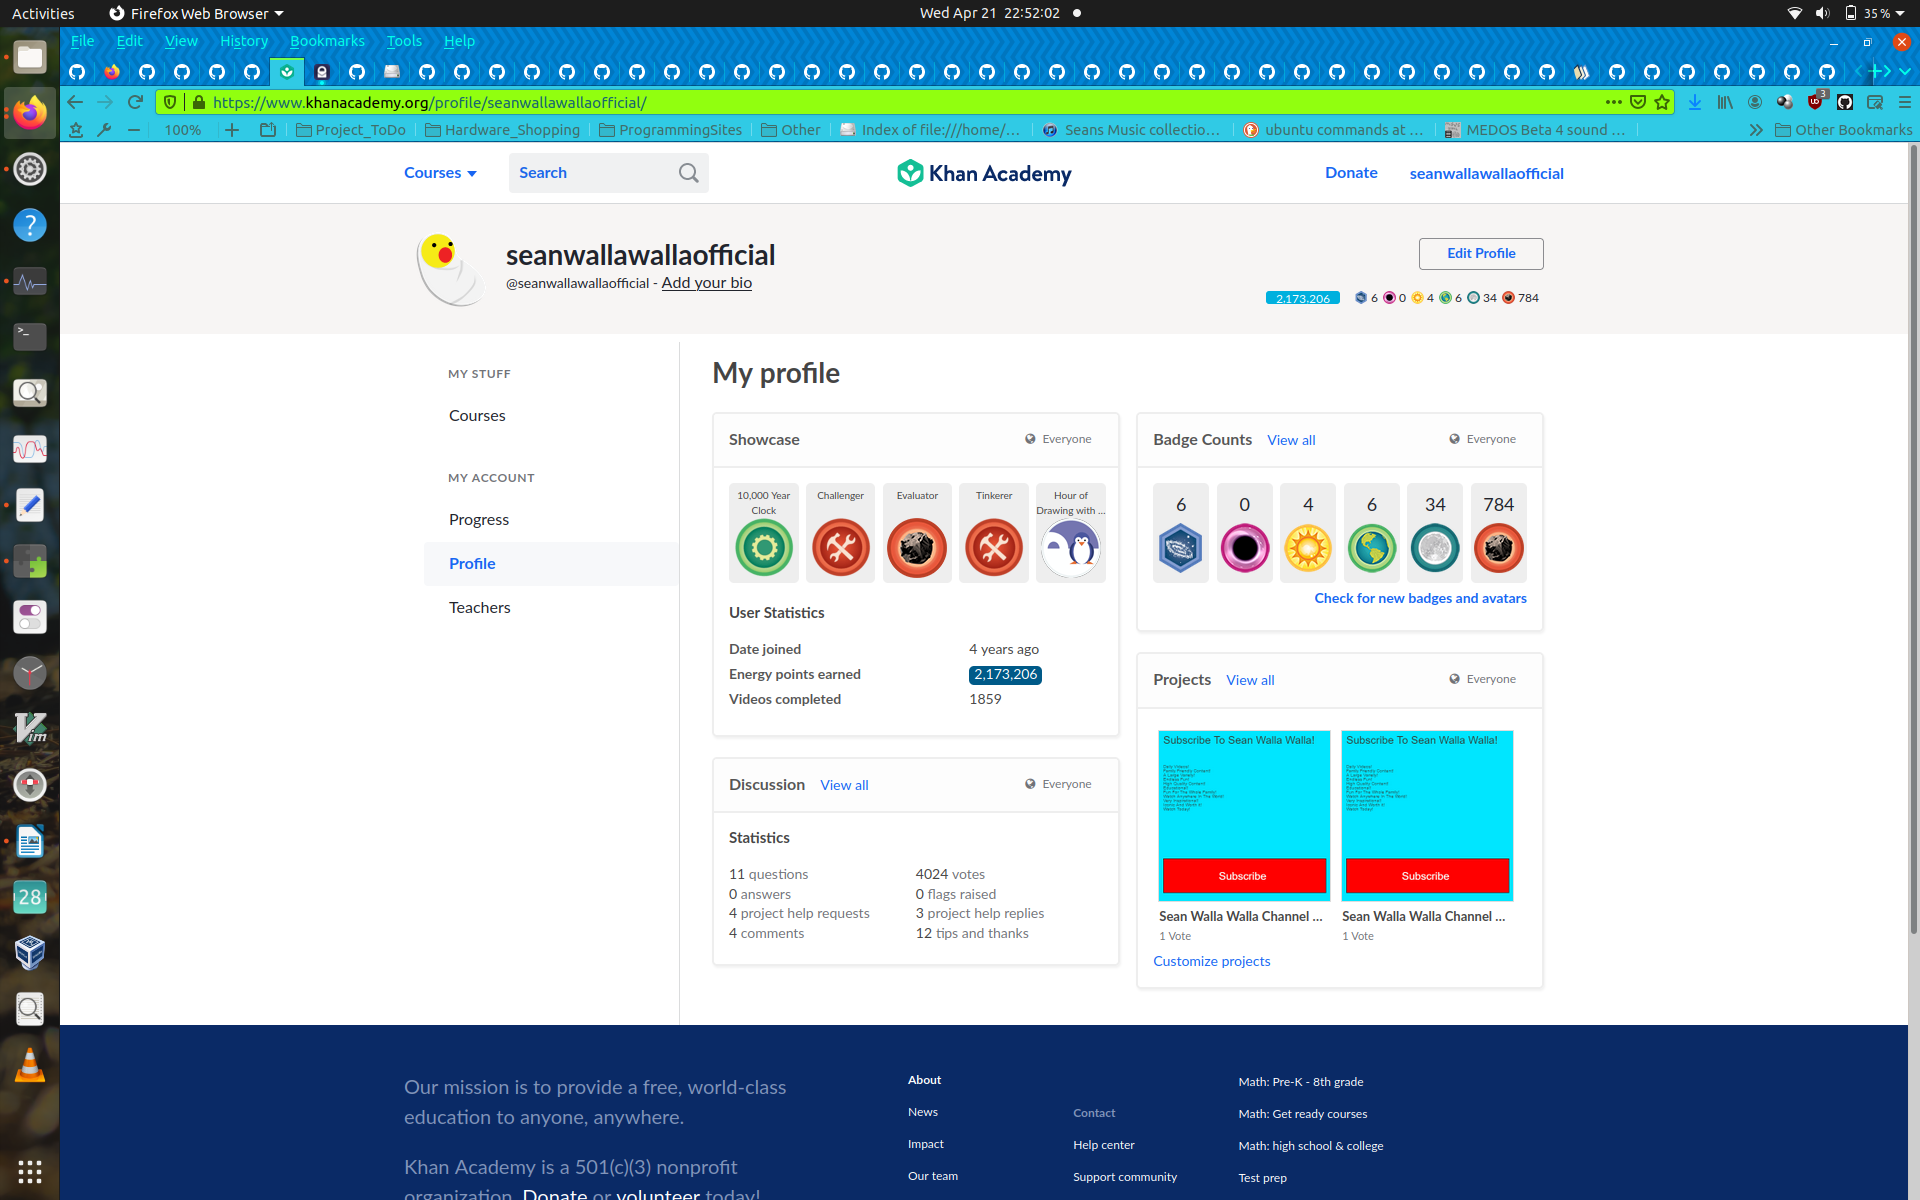 Activities
Firefox Web Browser
Wed Apr 21 22:52:02
35 %
File Edit View History Bookmarks Tools Help
https://www.khanacademy.org/profile/seanwallawallaofficial/
3
100%
Project_ToDo
Hardware_Shopping
ProgrammingSites
Other
Index of file:///home/...
Seans Music collectio...
ubuntu commands at ...
MEDOS Beta 4 sound ...
Other Bookmarks
Courses
Search
Khan Academy
Donate
seanwallawallaofficial
seanwallawallaofficial
@seanwallawallaofficial - Add your bio
Edit Profile
2,173,206 6 0 4 6 34 784
MY STUFF
Courses
MY ACCOUNT
Progress
Profile
Teachers
My profile
Showcase
Everyone
10,000 Year
Clock
Challenger
Evaluator
Tinkerer
Hour of
Drawing with ...
User Statistics
Date joined 4 years ago
Energy points earned 2,173,206
Videos completed 1859
Badge Counts View all
Everyone
6 0 4 6 34 784
Check for new badges and avatars
Discussion View all
Everyone
Statistics
11 questions 4024 votes
0 answers 0 flags raised
4 project help requests 3 project help replies
4 comments 12 tips and thanks
Projects View all
Everyone
Subscribe To Sean Walla Walla!
Subscribe
Sean Walla Walla Channel ...
1 Vote
Subscribe To Sean Walla Walla!
Subscribe
Sean Walla Walla Channel ...
1 Vote
Customize projects
28
Vim
Our mission is to provide a free, world-class
education to anyone, anywhere.
Khan Academy is a 501(c)(3) nonprofit
organization. Donate or volunteer today!
About
News
Impact
Our team
Contact
Help center
Support community
Math: Pre-K - 8th grade
Math: Get ready courses
Math: high school & college
Test prep